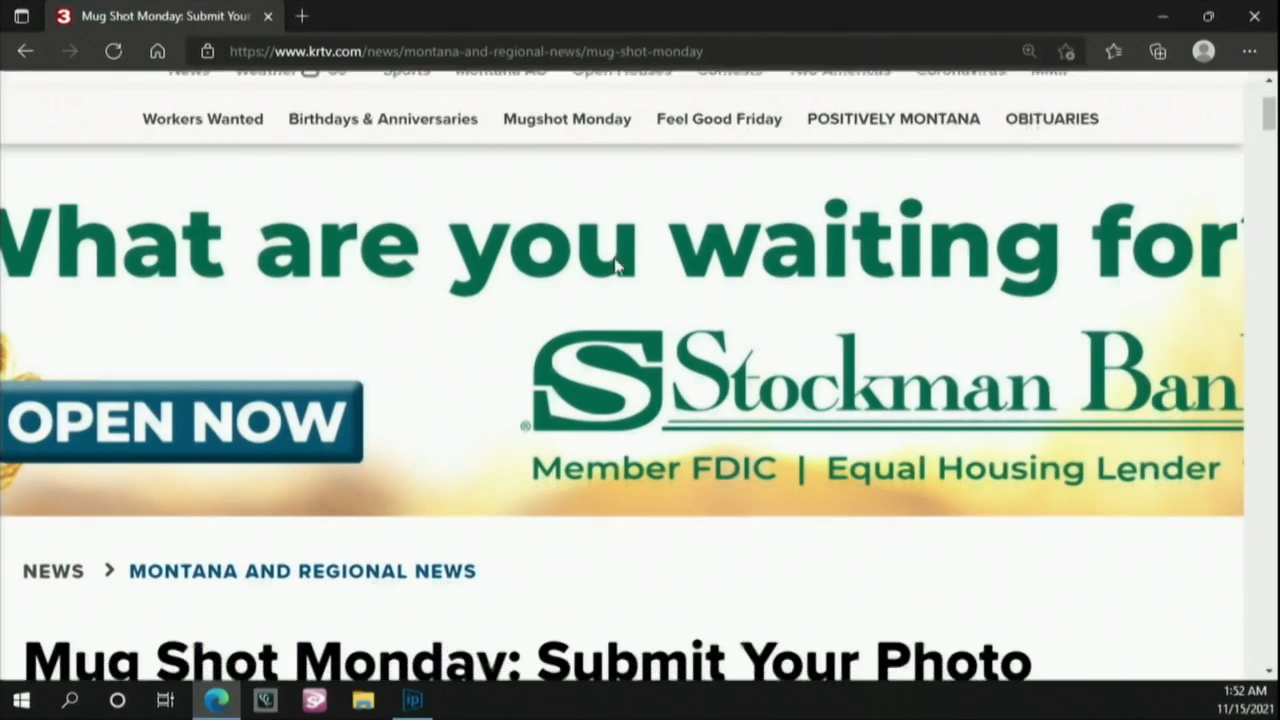 Mug Shot Monday: Submit Your
https://www.krtv.com/news/montana-and-regional-news/mug-shot-monday
Workers Wanted Birthdays & Anniversaries Mugshot Monday Feel Good Friday POSITIVELY MONTANA OBITUARIES
What are you waiting for
OPEN NOW
S Stockman Ban
®
Member FDIC | Equal Housing Lender
NEWS > MONTANA AND REGIONAL NEWS
Mug Shot Monday: Submit Your Photo
1:52 AM
11/15/2021